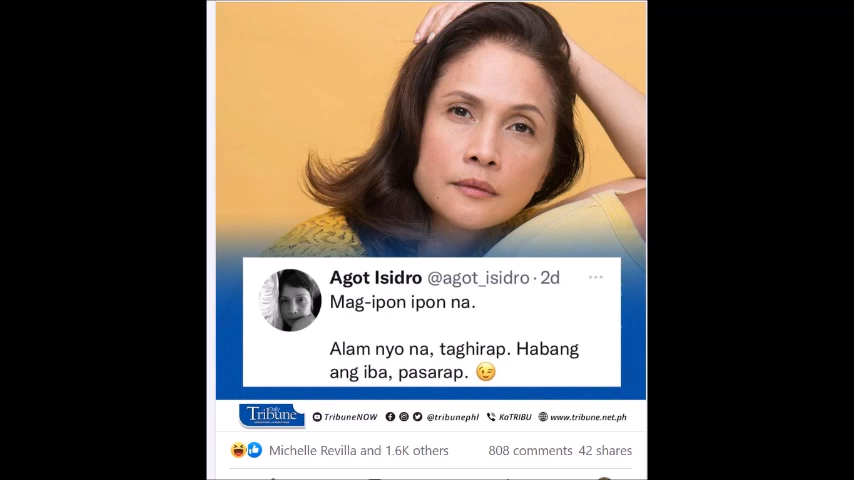 Agot Isidro @agot_isidro · 2d
Mag-ipon ipon na.
Alam nyo na, taghirap. Habang
ang iba, pasarap. 😉
Daily
Tribune
TribuneNOW @tribunephl KaTRIBU www.tribune.net.ph
Michelle Revilla and 1.6K others 808 comments 42 shares